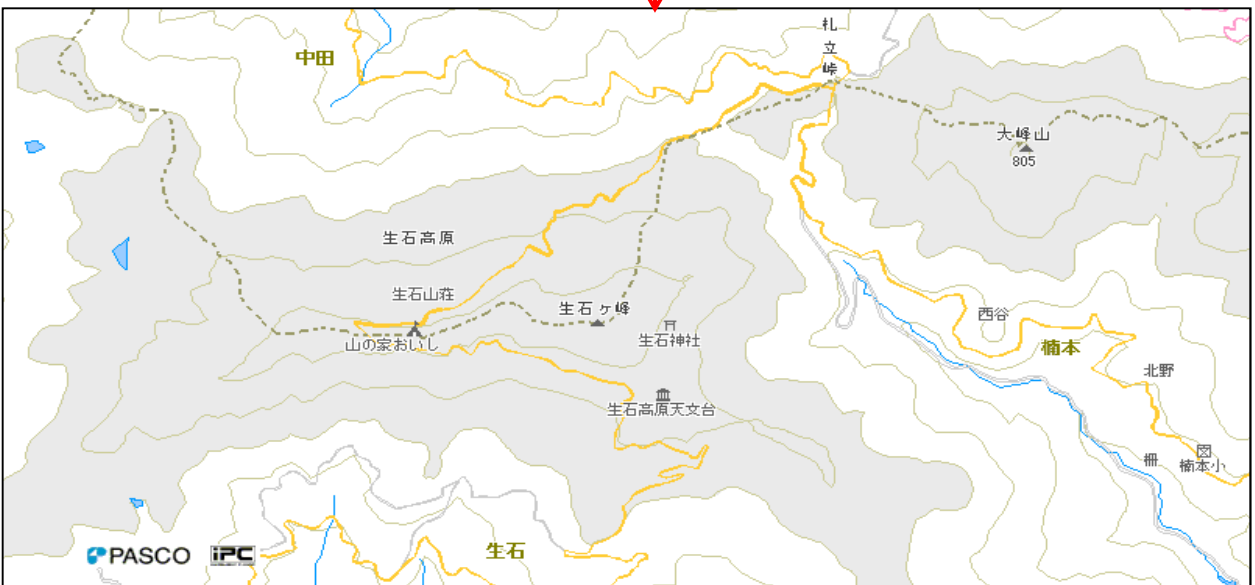 札立峠
中田
大峰山
805
生石高原
生石山荘
生石ヶ峰
西谷
山の家おいし
生石神社
楠本
北野
生石高原天文台
柵
楠本小
生石
PASCO iPC